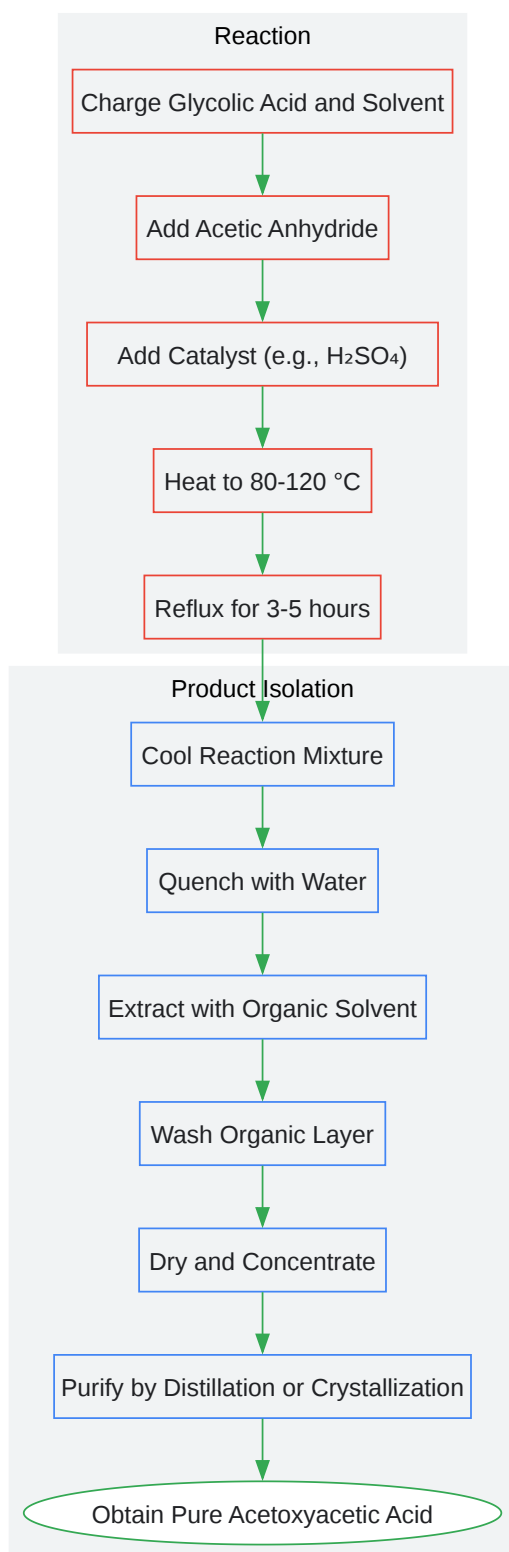 Reaction
Charge Glycolic Acid and Solvent
Add Acetic Anhydride
Add Catalyst (e.g., H₂SO₄)
Heat to 80-120 °C
Reflux for 3-5 hours
Product Isolation
Cool Reaction Mixture
Quench with Water
Extract with Organic Solvent
Wash Organic Layer
Dry and Concentrate
Purify by Distillation or Crystallization
Obtain Pure Acetoxyacetic Acid